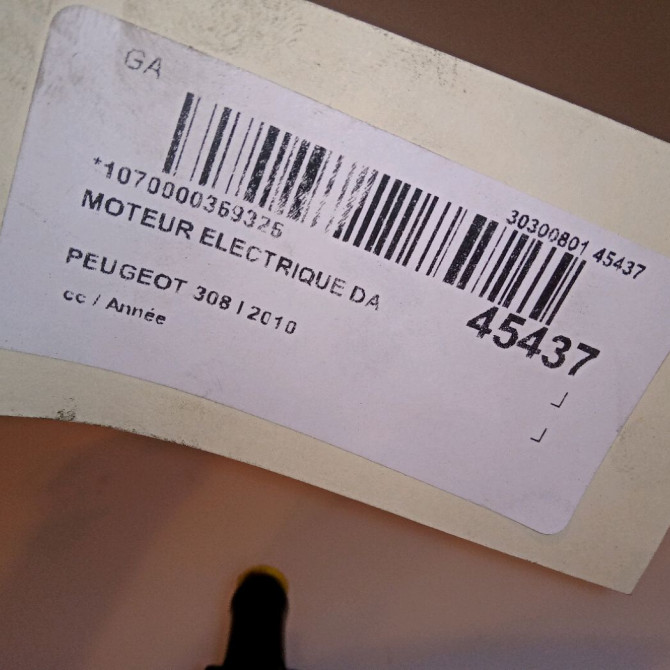 GA
*1070000369325
30300801 45437
MOTEUR ELECTRIQUE DA
45437
PEUGEOT 308 I 2010
cc / Année